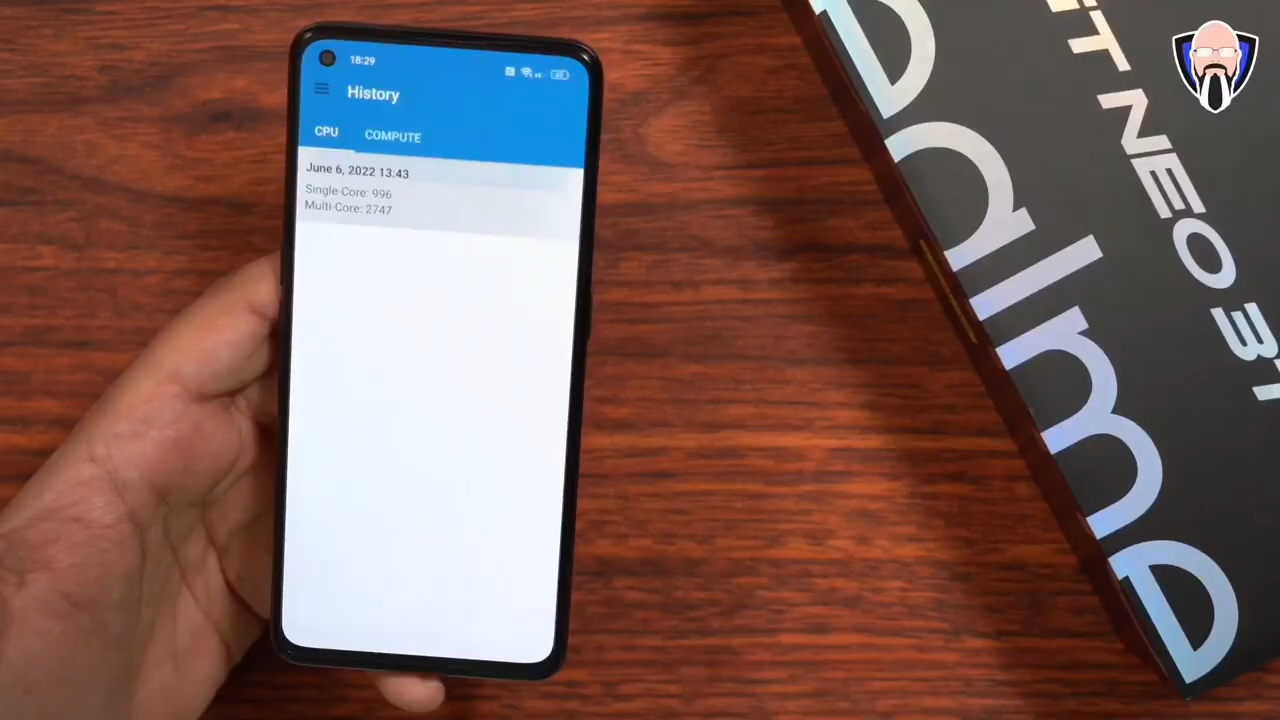 18:29
History
CPU COMPUTE
June 6, 2022 13:43
Single-Core: 996
Multi-Core: 2747
GT NEO 3T
realme